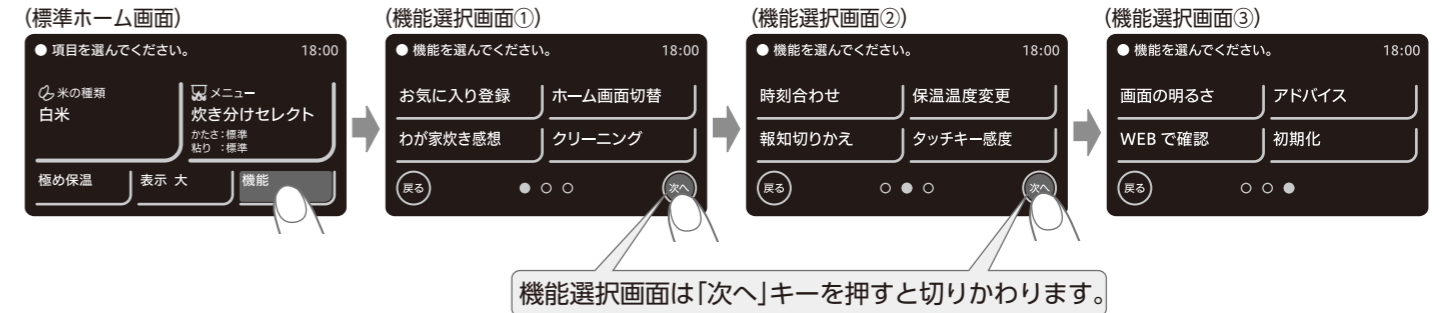 (標準ホーム画面)
● 項目を選んでください。 18:00
米の種類
白米
メニュー
炊き分けセレクト
かたさ:標準
粘り :標準
極め保温
表示 大
機能
(機能選択画面①)
● 機能を選んでください。 18:00
お気に入り登録
ホーム画面切替
わが家炊き感想
クリーニング
戻る
次へ
(機能選択画面②)
● 機能を選んでください。 18:00
時刻合わせ
保温温度変更
報知切りかえ
タッチキー感度
戻る
次へ
(機能選択画面③)
● 機能を選んでください。 18:00
画面の明るさ
アドバイス
WEB で確認
初期化
戻る
機能選択画面は「次へ」キーを押すと切りかわります。